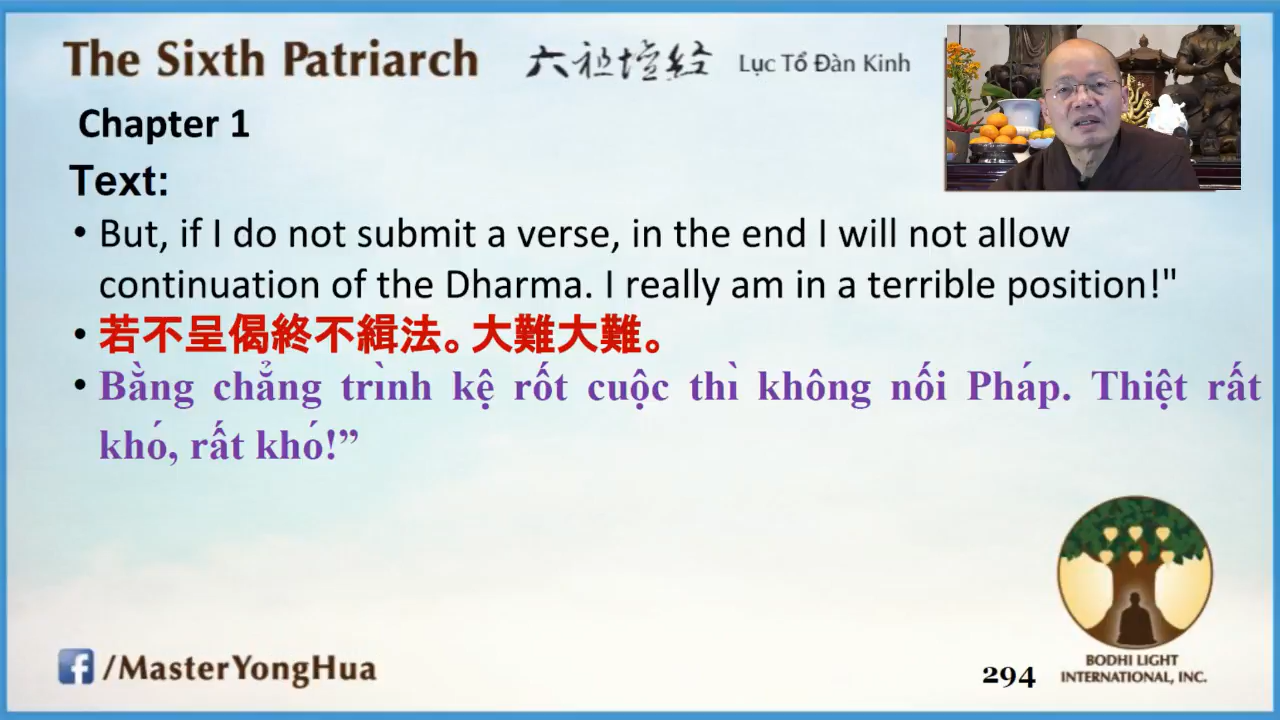 The Sixth Patriarch 六祖壇经 Lục Tổ Đàn Kinh
Chapter 1
Text:
• But, if I do not submit a verse, in the end I will not allow
continuation of the Dharma. I really am in a terrible position!"
• 若不呈偈終不緝法。大難大難。
• Bằng chẳng trình kệ rốt cuộc thì không nối Pháp. Thiệt rất
khó, rất khó!”
f /MasterYongHua
294
BODHI LIGHT
INTERNATIONAL, INC.